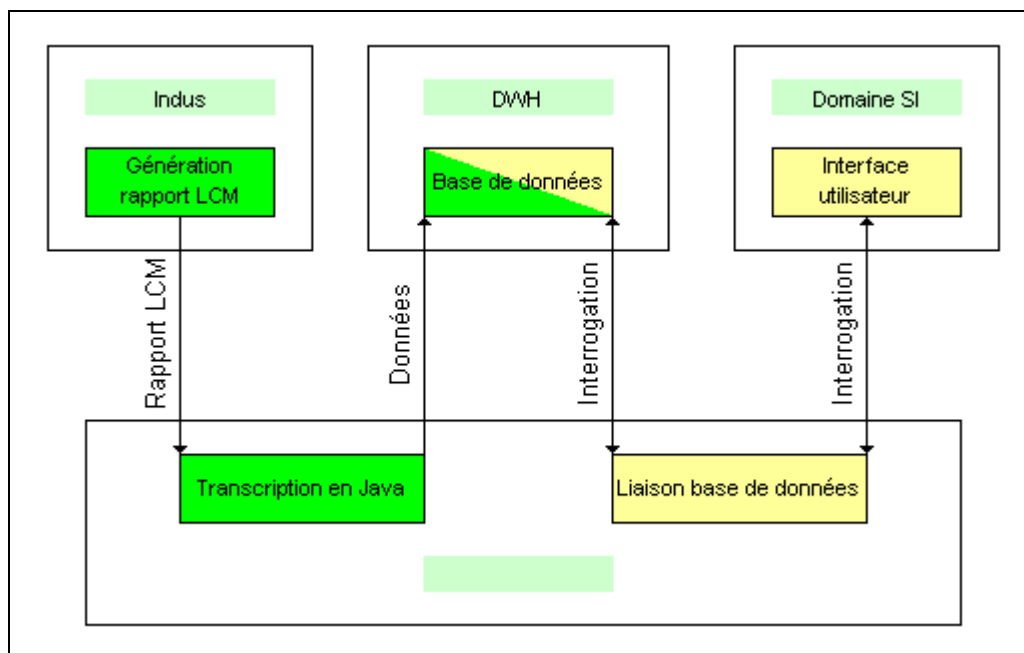 Indus
DWH
Domaine SI
Génération
rapport LCM
Base de données
Interface
utilisateur
Rapport LCM
Données
Interrogation
Interrogation
Transcription en Java
Liaison base de données